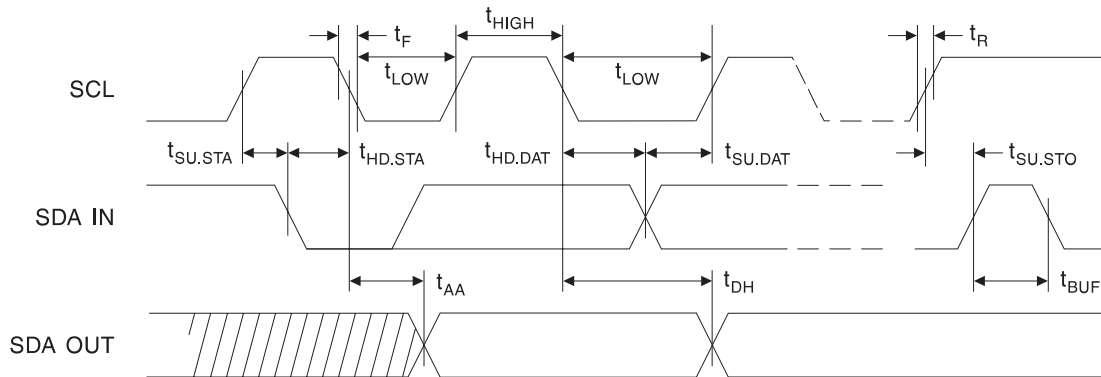 t_HIGH
t_F
t_R
t_LOW
t_LOW
SCL
t_SU.STA
t_HD.STA
t_HD.DAT
t_SU.DAT
t_SU.STO
SDA IN
t_AA
t_DH
t_BUF
SDA OUT